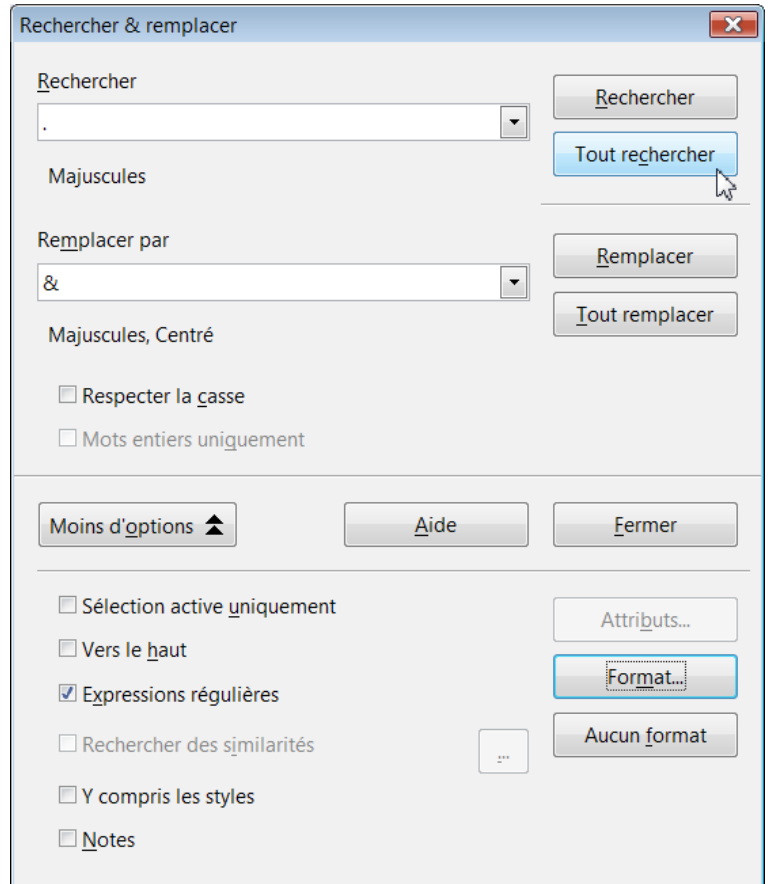 Rechercher & remplacer
Rechercher
Rechercher
.
Tout rechercher
Majuscules
Remplacer par
Remplacer
&
Tout remplacer
Majuscules, Centré
Respecter la casse
Mots entiers uniquement
Moins d'options
Aide
Fermer
Sélection active uniquement
Attributs...
Vers le haut
Format...
Expressions régulières
Aucun format
Rechercher des similarités
...
Y compris les styles
Notes